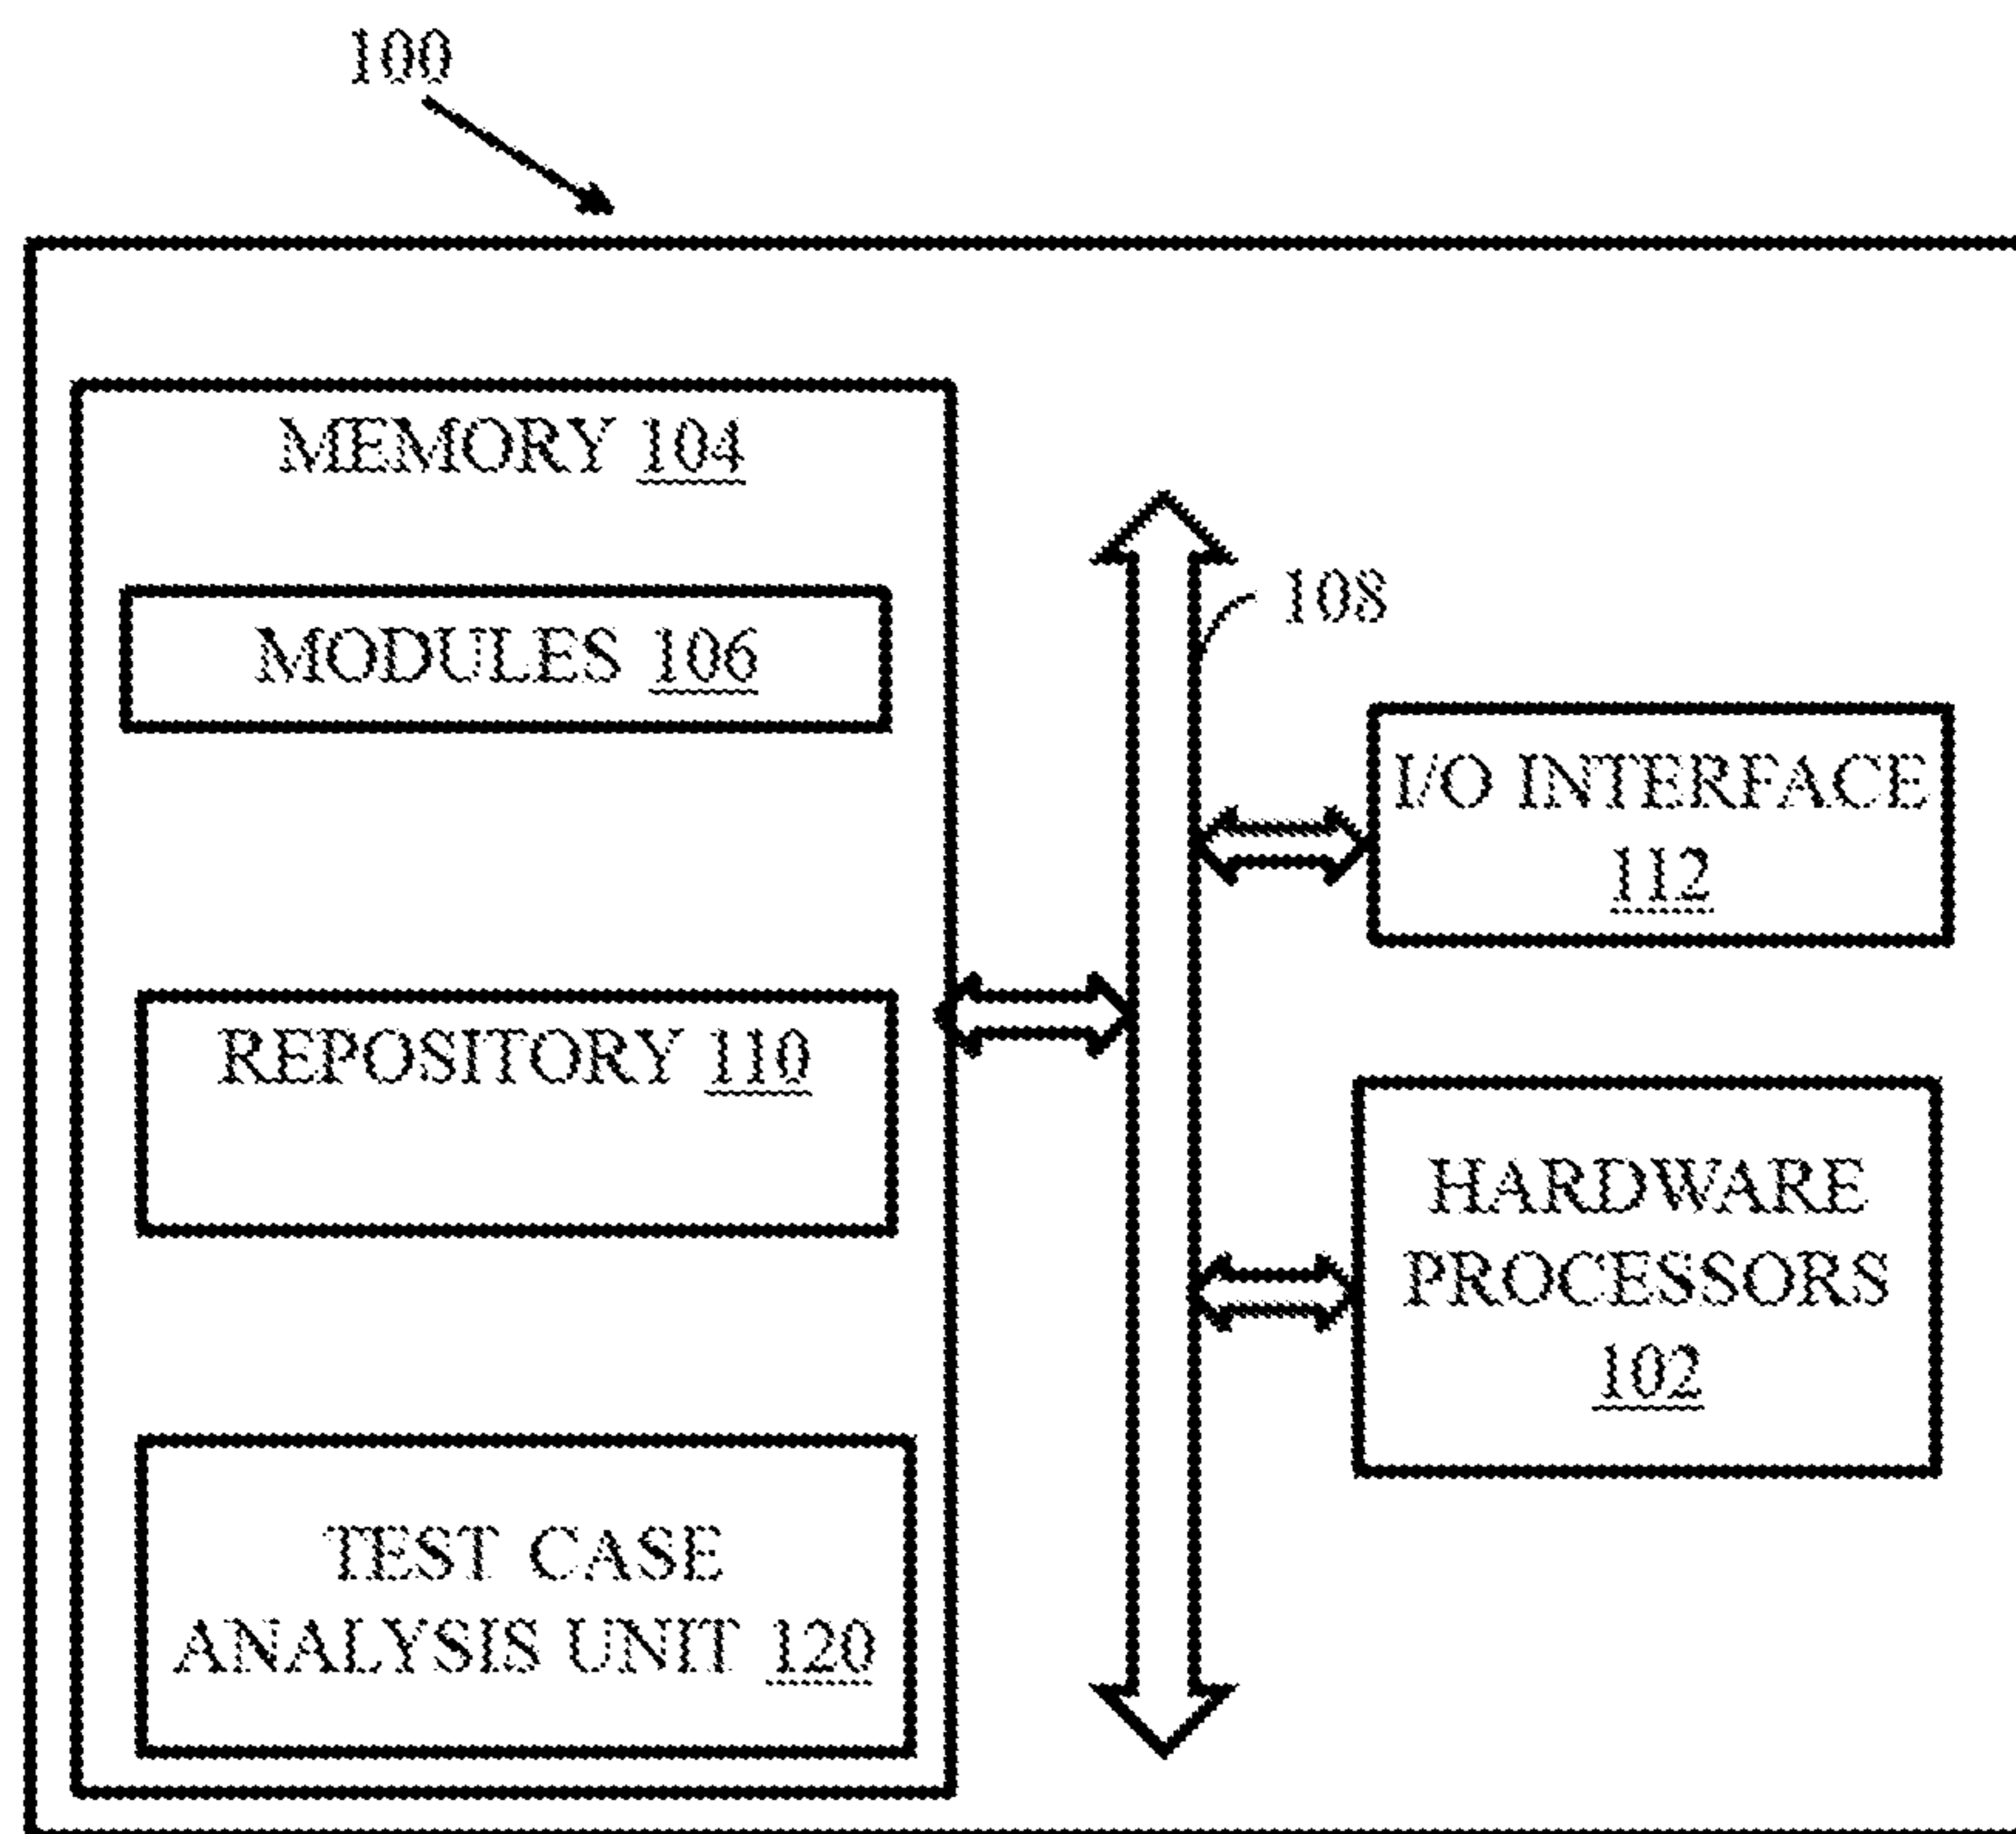 100
MEMORY 104
MODULES 106
108
I/O INTERFACE
112
REPOSITORY 110
HARDWARE
PROCESSORS
102
TEST CASE
ANALYSIS UNIT 120